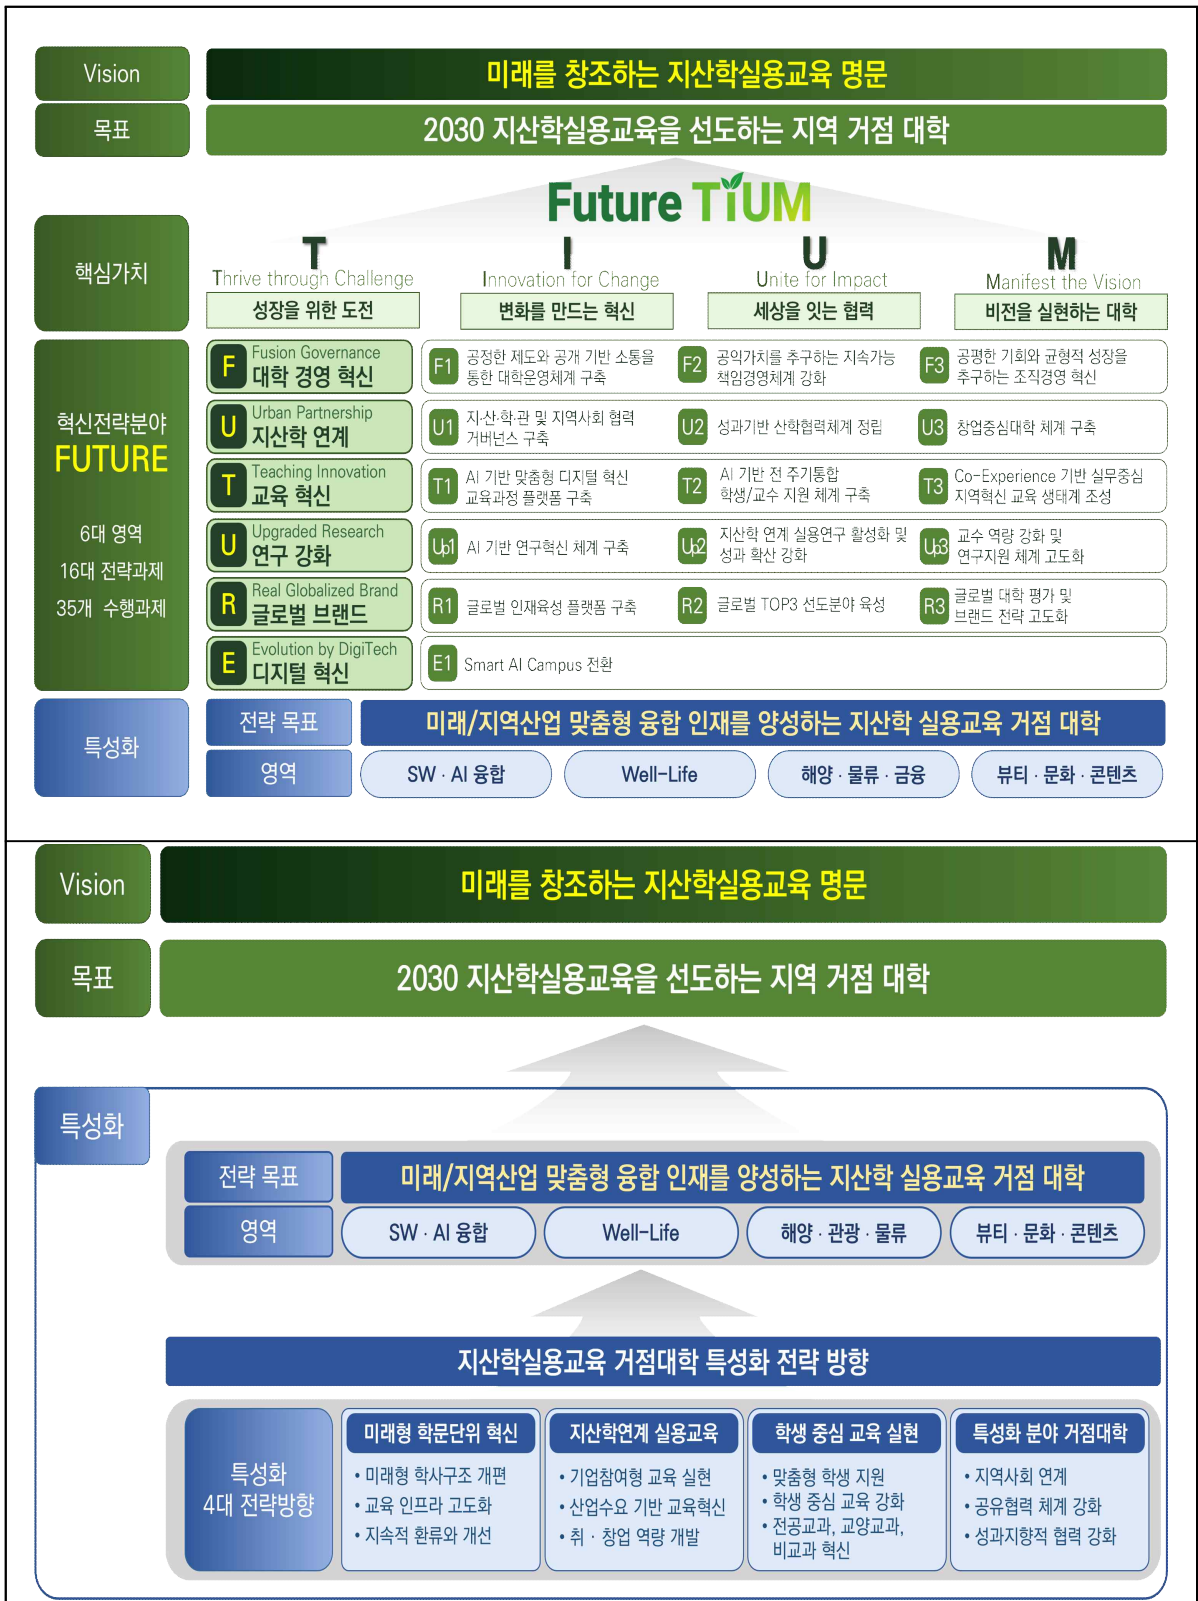 Vision
미래를 창조하는 지산학실용교육 명문
목표
2030 지산학실용교육을 선도하는 지역 거점 대학
Future TiUM
핵심가치
T
Thrive through Challenge
성장을 위한 도전
I
Innovation for Change
변화를 만드는 혁신
U
Unite for Impact
세상을 잇는 협력
M
Manifest the Vision
비전을 실현하는 대학
혁신전략분야
FUTURE
6대 영역
16대 전략과제
35개 수행과제
F
Fusion Governance
대학 경영 혁신
F1
공정한 제도와 공개 기반 소통을
통한 대학운영체계 구축
F2
공익가치를 추구하는 지속가능
책임경영체계 강화
F3
공평한 기회와 균형적 성장을
추구하는 조직경영 혁신
U
Urban Partnership
지산학 연계
U1
지·산·학·관 및 지역사회 협력
거버넌스 구축
U2
성과기반 산학협력체계 정립
U3
창업중심대학 체계 구축
T
Teaching Innovation
교육 혁신
T1
AI 기반 맞춤형 디지털 혁신
교육과정 플랫폼 구축
T2
AI 기반 전 주기통합
학생/교수 지원 체계 구축
T3
Co-Experience 기반 실무중심
지역혁신 교육 생태계 조성
U
Upgraded Research
연구 강화
Up1
AI 기반 연구혁신 체계 구축
Up2
지산학 연계 실용연구 활성화 및
성과 확산 강화
Up3
교수 역량 강화 및
연구지원 체계 고도화
R
Real Globalized Brand
글로벌 브랜드
R1
글로벌 인재육성 플랫폼 구축
R2
글로벌 TOP3 선도분야 육성
R3
글로벌 대학 평가 및
브랜드 전략 고도화
E
Evolution by DigiTech
디지털 혁신
E1
Smart AI Campus 전환
특성화
전략 목표
미래/지역산업 맞춤형 융합 인재를 양성하는 지산학 실용교육 거점 대학
영역
SW · AI 융합
Well-Life
해양 · 물류 · 금융
뷰티 · 문화 · 콘텐츠
Vision
미래를 창조하는 지산학실용교육 명문
목표
2030 지산학실용교육을 선도하는 지역 거점 대학
특성화
전략 목표
미래/지역산업 맞춤형 융합 인재를 양성하는 지산학 실용교육 거점 대학
영역
SW · AI 융합
Well-Life
해양 · 관광 · 물류
뷰티 · 문화 · 콘텐츠
지산학실용교육 거점대학 특성화 전략 방향
특성화
4대 전략방향
미래형 학문단위 혁신
• 미래형 학사구조 개편
• 교육 인프라 고도화
• 지속적 환류와 개선
지산학연계 실용교육
• 기업참여형 교육 실현
• 산업수요 기반 교육혁신
• 취 · 창업 역량 개발
학생 중심 교육 실현
• 맞춤형 학생 지원
• 학생 중심 교육 강화
• 전공교과, 교양교과,
비교과 혁신
특성화 분야 거점대학
• 지역사회 연계
• 공유협력 체계 강화
• 성과지향적 협력 강화